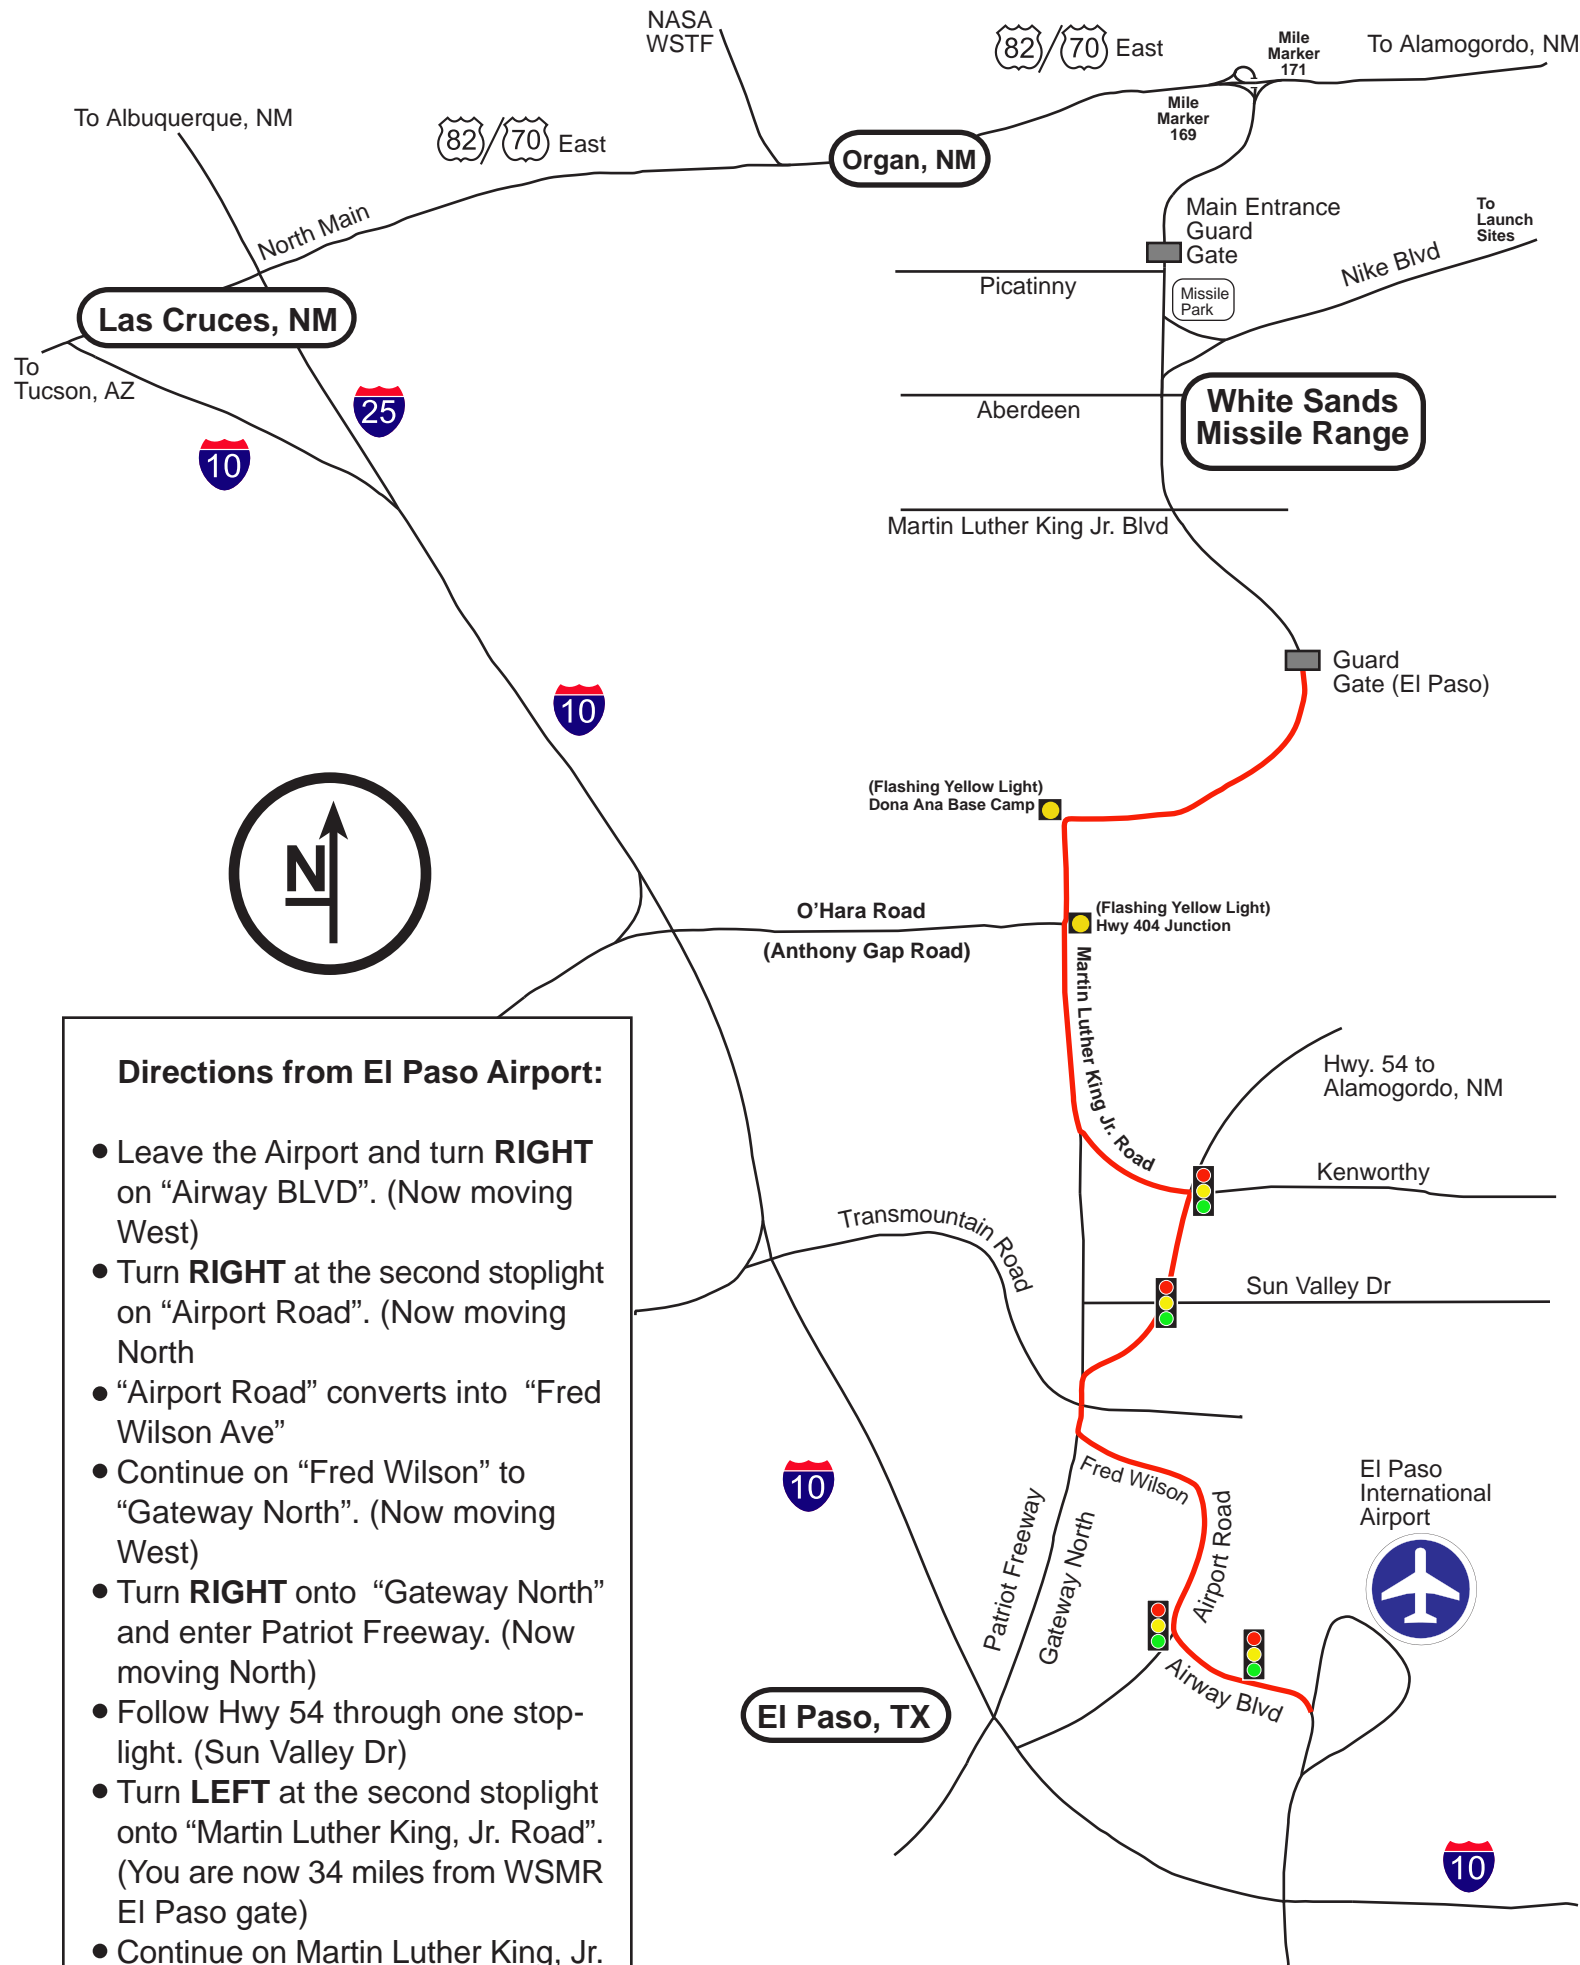 NASA
WSTF
82/70 East
Mile
Marker
171
To Alamogordo, NM
Mile
Marker
169
To Albuquerque, NM
82/70 East
Organ, NM
North Main
Main Entrance
Guard
Gate
To
Launch
Sites
Nike Blvd
Picatinny
Missile
Park
Las Cruces, NM
To
Tucson, AZ
25
10
Aberdeen
White Sands
Missile Range
Martin Luther King Jr. Blvd
Guard
Gate (El Paso)
10
(Flashing Yellow Light)
Dona Ana Base Camp
N
O’Hara Road
(Anthony Gap Road)
(Flashing Yellow Light)
Hwy 404 Junction
Martin Luther King Jr. Road
Hwy. 54 to
Alamogordo, NM
Kenworthy
Transmountain Road
Sun Valley Dr
Fred Wilson
10
Patriot Freeway
Gateway North
Airport Road
El Paso
International
Airport
Airway Blvd
El Paso, TX
10
Directions from El Paso Airport:
• Leave the Airport and turn RIGHT
on “Airway BLVD”. (Now moving
West)
• Turn RIGHT at the second stoplight
on “Airport Road”. (Now moving
North
• “Airport Road” converts into “Fred
Wilson Ave”
• Continue on “Fred Wilson” to
“Gateway North”. (Now moving
West)
• Turn RIGHT onto “Gateway North”
and enter Patriot Freeway. (Now
moving North)
• Follow Hwy 54 through one stop-
light. (Sun Valley Dr)
• Turn LEFT at the second stoplight
onto “Martin Luther King, Jr. Road”.
(You are now 34 miles from WSMR
El Paso gate)
• Continue on Martin Luther King, Jr.